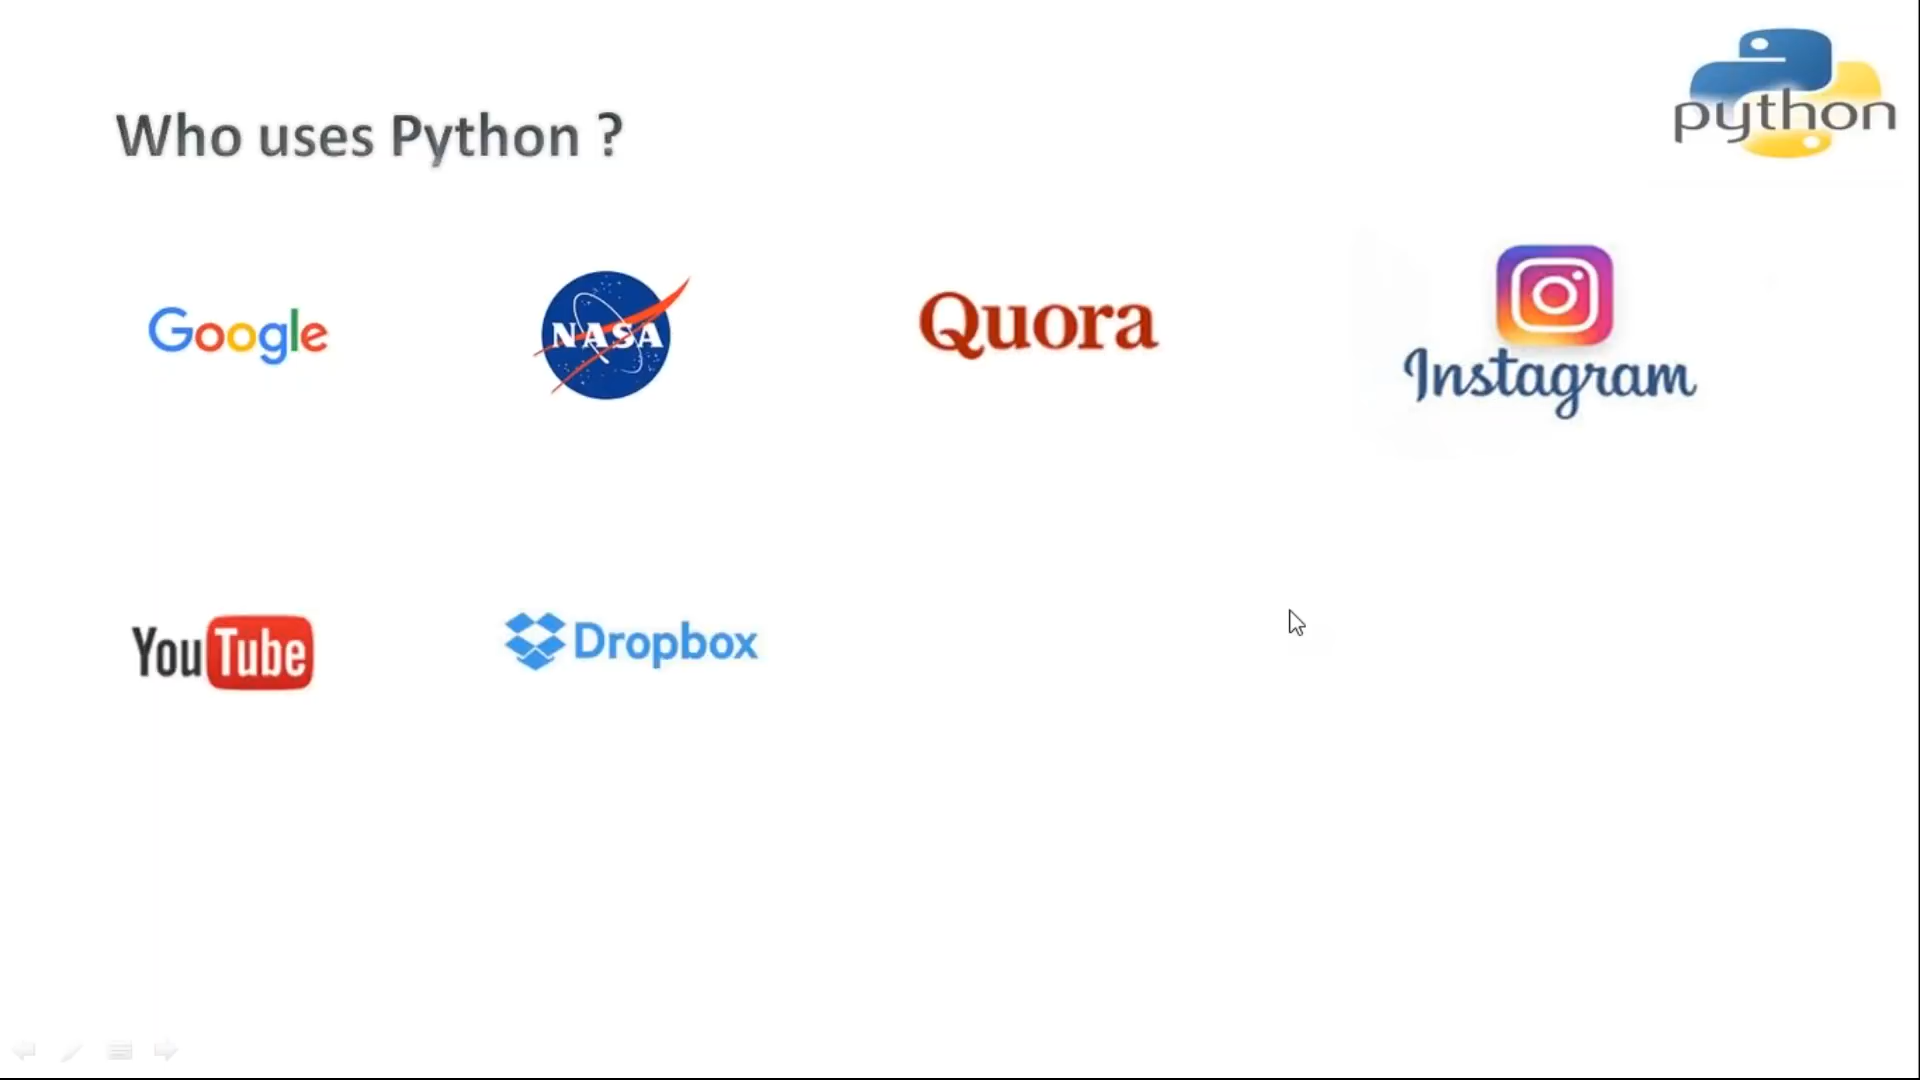 python
Who uses Python ?
Google
NASA
Quora
Instagram
YouTube
Dropbox